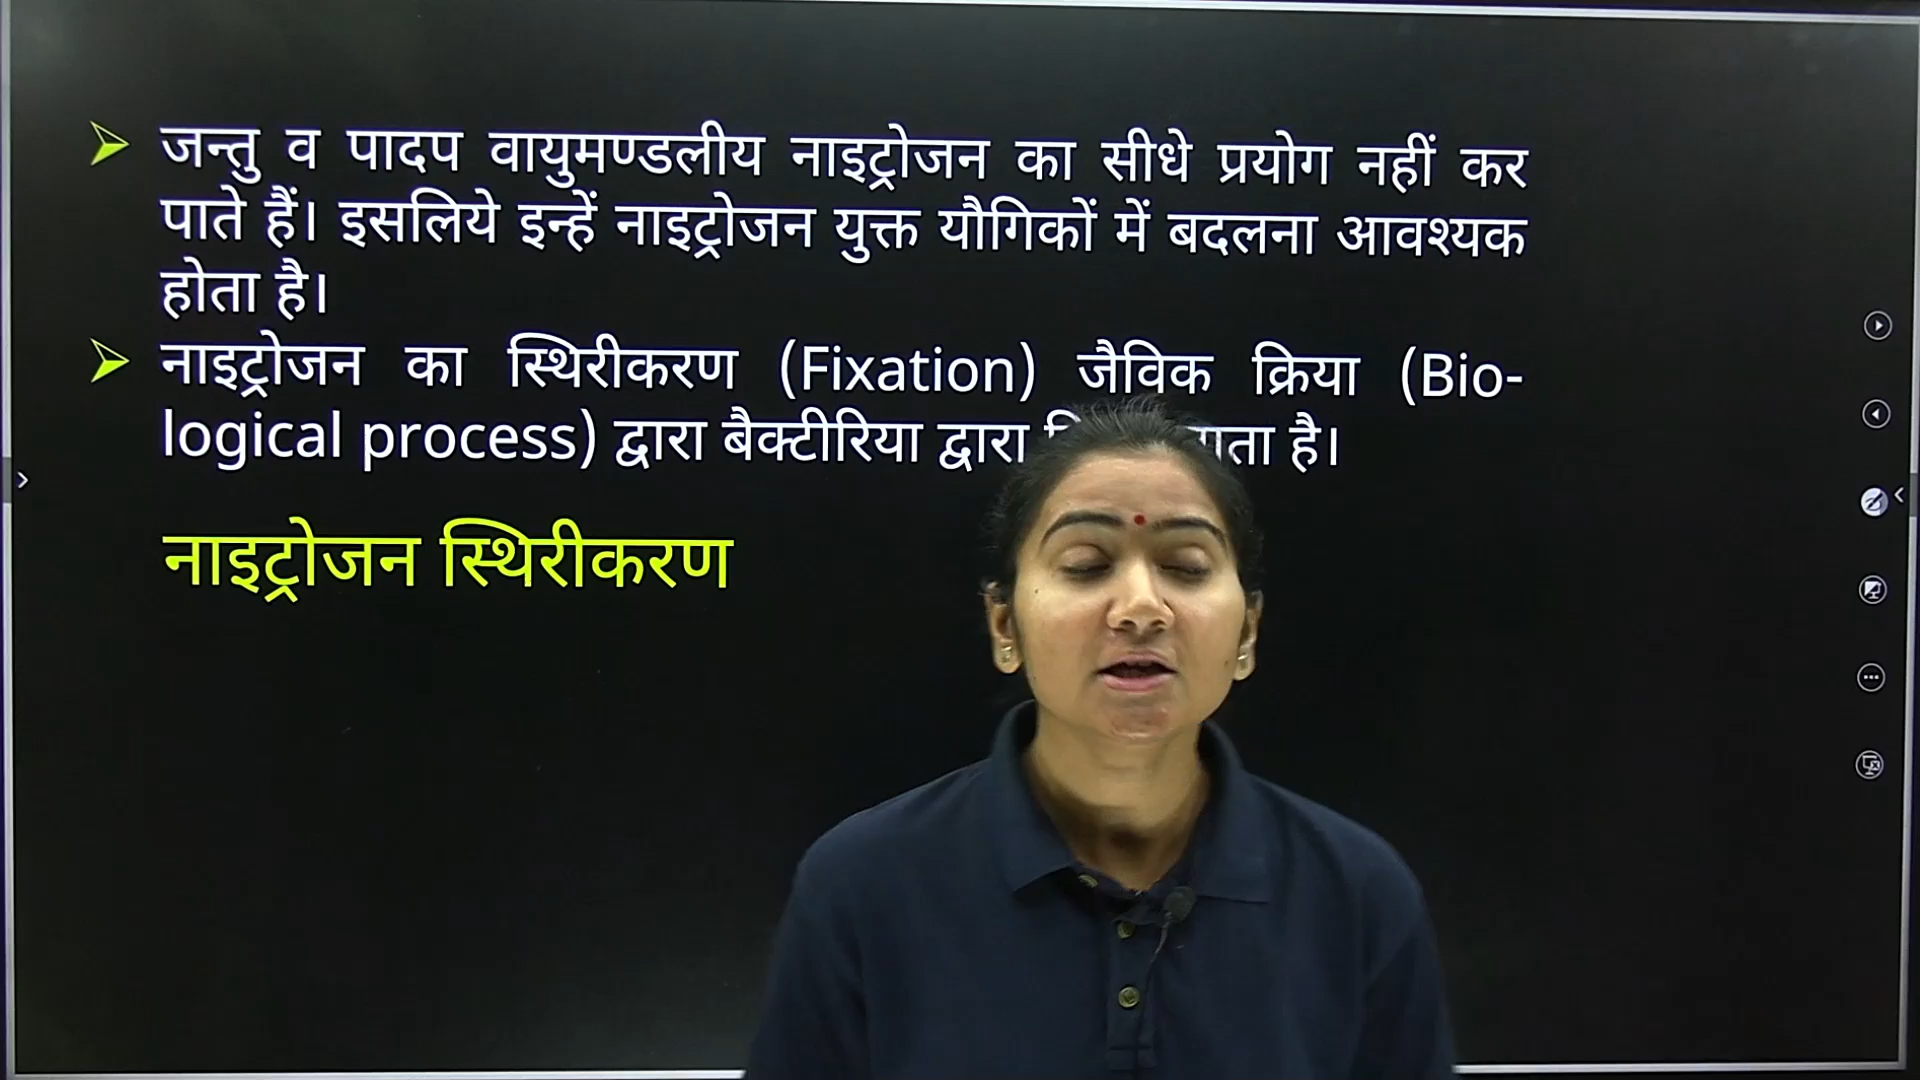 जन्तु व पादप वायुमण्डलीय नाइट्रोजन का सीधे प्रयोग नहीं कर
पाते हैं। इसलिये इन्हें नाइट्रोजन युक्त यौगिकों में बदलना आवश्यक
होता है।
नाइट्रोजन का स्थिरीकरण (Fixation) जैविक क्रिया (Bio-
logical process) द्वारा बैक्टीरिया द्वारा है।
नाइट्रोजन स्थिरीकरण